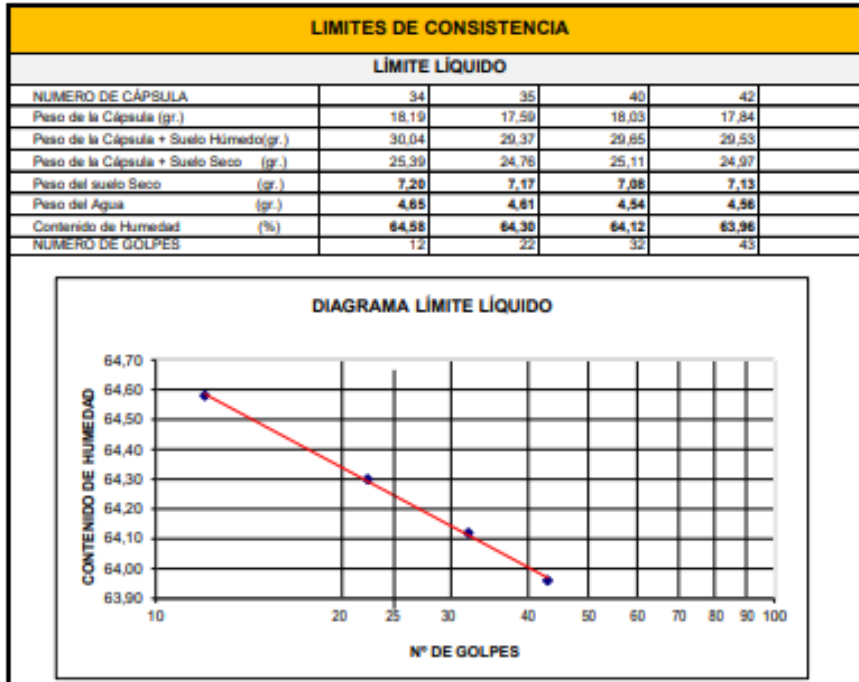 LIMITES DE CONSISTENCIA
LÍMITE LÍQUIDO
NUMERO DE CÁPSULA 34 35 40 42
Peso de la Cápsula (gr.) 18,19 17,59 18,03 17,84
Peso de la Cápsula + Suelo Húmedo(gr.) 30,04 29,37 29,65 29,53
Peso de la Cápsula + Suelo Seco (gr.) 25,39 24,76 25,11 24,97
Peso del suelo Seco (gr.) 7,20 7,17 7,08 7,13
Peso del Agua (gr.) 4,65 4,61 4,54 4,56
Contenido de Humedad (%) 64,58 64,30 64,12 63,96
NUMERO DE GOLPES 12 22 32 43
DIAGRAMA LÍMITE LÍQUIDO
CONTENIDO DE HUMEDAD
64,70
64,60
64,50
64,40
64,30
64,20
64,10
64,00
63,90
10 20 25 30 40 50 60 70 80 90 100
Nº DE GOLPES